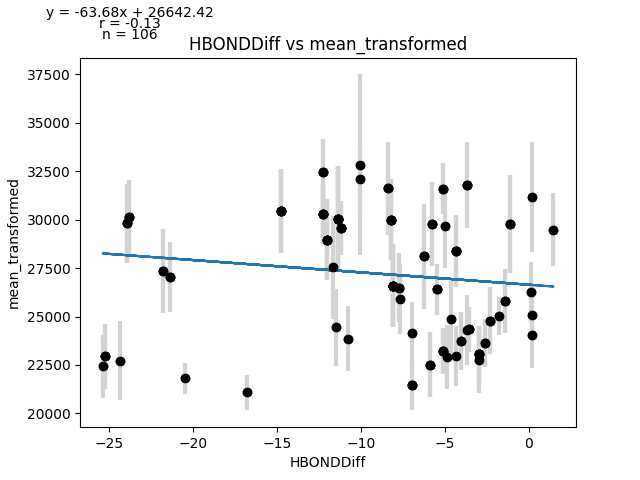 y = -63.68x + 26642.42
r = -0.13
n = 106
HBONDDiff vs mean_transformed
37500
35000
32500
30000
27500
25000
22500
20000
mean_transformed
−25 −20 −15 −10 −5 0
HBONDDiff